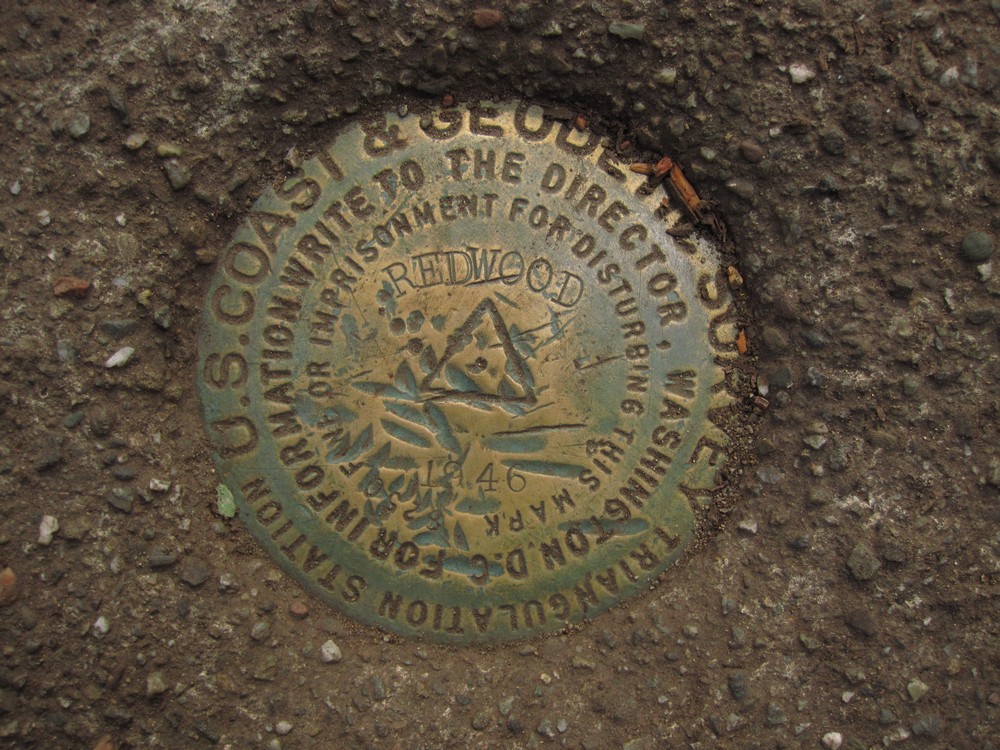 U.S. COAST & GEODETIC SURVEY
TRIANGULATION STATION
FOR INFORMATION WRITE TO THE DIRECTOR, WASHINGTON D.C.
FINE OR IMPRISONMENT FOR DISTURBING THIS MARK
REDWOOD
1946